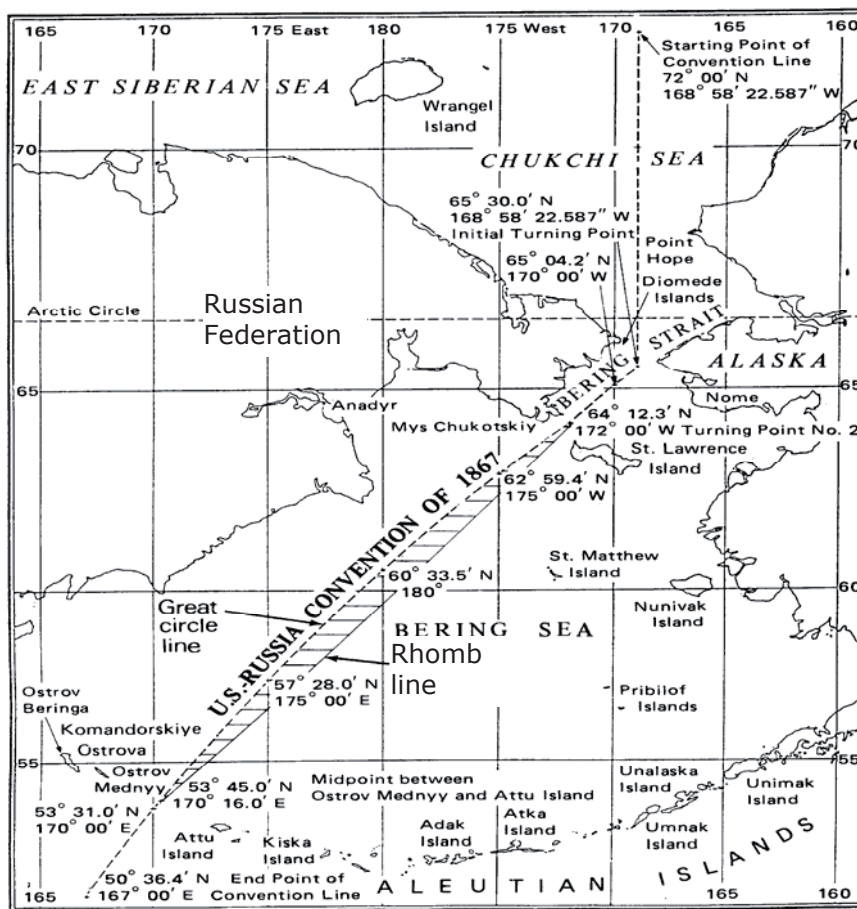 165 170 East 180 West 170 165 160
Starting Point of
Convention Line
72° 00' N
168° 58' 22.587" W
EAST SIBERIAN SEA
Wrangel
Island
70
70
CHUKCHI SEA
65° 30.0' N
168° 58' 22.587" W
Initial Turning Point
65° 04.2' N
170° 00' W
Point
Hope
Diomede
Islands
Arctic Circle
Russian
Federation
BERING STRAIT
ALASKA
65
65
Anadyr
Nome
Mys Chukotskiy
64° 12.3' N
172° 00' W Turning Point No. 2
St. Lawrence
Island
62° 59.4' N
175° 00' W
U.S.-RUSSIA CONVENTION OF 1867
St. Matthew
Island
60° 33.5' N
180°
60
60
Nunivak
Island
Great
circle
line
BERING SEA
Rhomb
line
57° 28.0' N
175° 00' E
Pribilof
Islands
Ostrov
Beringa
Komandorskiye
Ostrova
55
55
Ostrov
Mednyy
53° 45.0' N
170° 16.0' E
Midpoint between
Ostrov Mednyy and Attu Island
Unalaska
Island
Unimak
Island
53° 31.0' N
170° 00' E
Attu
Island
Kiska
Island
Adak
Island
Atka
Island
Umnak
Island
50° 36.4' N End Point of
167° 00' E Convention Line
ALEUTIAN ISLANDS
165 170 175 180 175 165 160